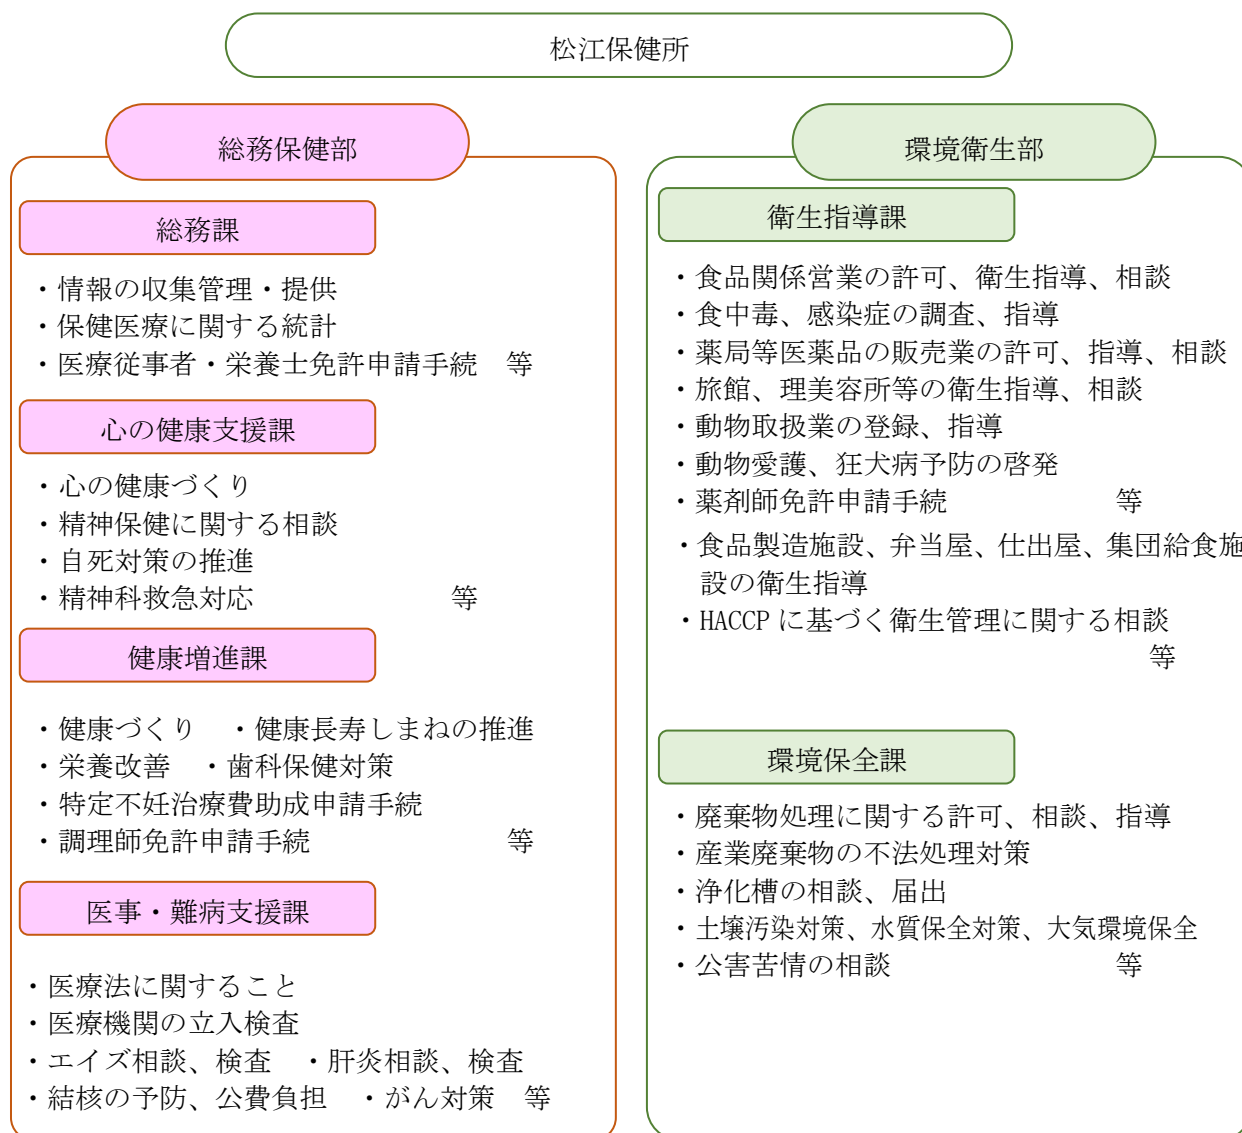 松江保健所
総務保健部
総務課
・情報の収集管理・提供
・保健医療に関する統計
・医療従事者・栄養士免許申請手続　等
心の健康支援課
・心の健康づくり
・精神保健に関する相談
・自死対策の推進
・精神科救急対応　　　　　　　　等
健康増進課
・健康づくり　・健康長寿しまねの推進
・栄養改善　・歯科保健対策
・特定不妊治療費助成申請手続
・調理師免許申請手続　　　　　　　　等
医事・難病支援課
・医療法に関すること
・医療機関の立入検査
・エイズ相談、検査　・肝炎相談、検査
・結核の予防、公費負担　・がん対策　等
環境衛生部
衛生指導課
・食品関係営業の許可、衛生指導、相談
・食中毒、感染症の調査、指導
・薬局等医薬品の販売業の許可、指導、相談
・旅館、理美容所等の衛生指導、相談
・動物取扱業の登録、指導
・動物愛護、狂犬病予防の啓発
・薬剤師免許申請手続　　　　　　　等
・食品製造施設、弁当屋、仕出屋、集団給食施
設の衛生指導
・HACCP に基づく衛生管理に関する相談
等
環境保全課
・廃棄物処理に関する許可、相談、指導
・産業廃棄物の不法処理対策
・浄化槽の相談、届出
・土壌汚染対策、水質保全対策、大気環境保全
・公害苦情の相談　　　　　　　　　等